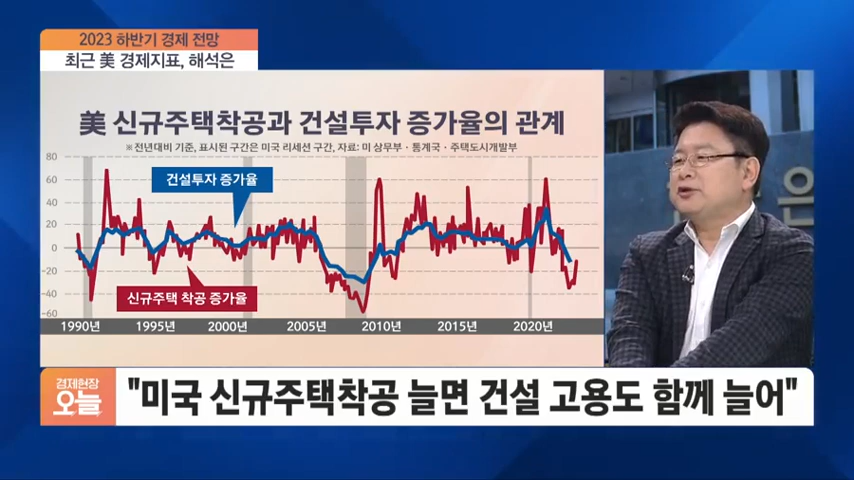 2023 하반기 경제 전망
최근 美 경제지표, 해석은
美 신규주택착공과 건설투자 증가율의 관계
※전년대비 기준, 표시된 구간은 미국 리세션 구간, 자료: 미 상무부·통계국·주택도시개발부
80
60
40
20
0
-20
-40
-60
건설투자 증가율
신규주택 착공 증가율
1990년 1995년 2000년 2005년 2010년 2015년 2020년
은
경제현장
오늘
"미국 신규주택착공 늘면 건설 고용도 함께 늘어"